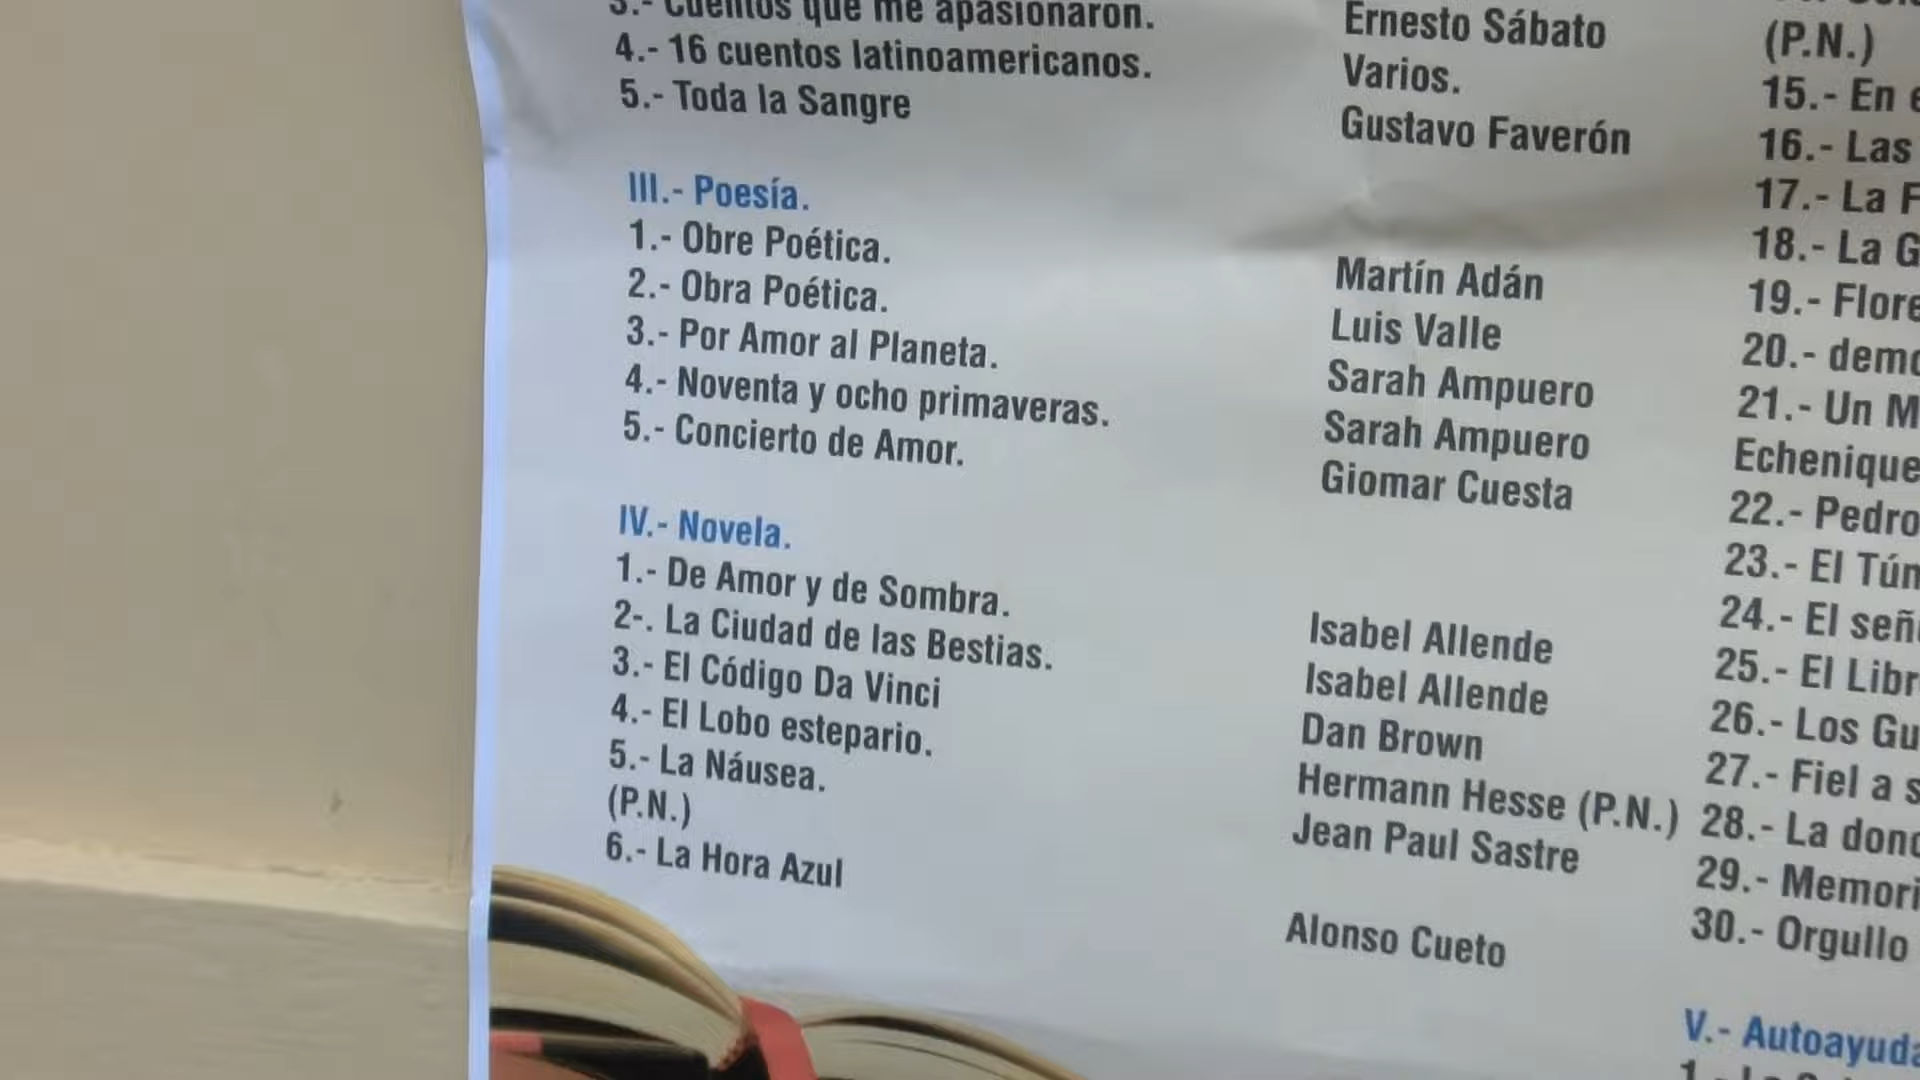 3.- Cuentos que me apasionaron.
4.- 16 cuentos latinoamericanos.
5.- Toda la Sangre
Ernesto Sábato
Varios.
Gustavo Faverón
III.- Poesía.
1.- Obre Poética.
2.- Obra Poética.
3.- Por Amor al Planeta.
4.- Noventa y ocho primaveras.
5.- Concierto de Amor.
Martín Adán
Luis Valle
Sarah Ampuero
Sarah Ampuero
Giomar Cuesta
IV.- Novela.
1.- De Amor y de Sombra.
2-. La Ciudad de las Bestias.
3.- El Código Da Vinci
4.- El Lobo estepario.
5.- La Náusea.
(P.N.)
6.- La Hora Azul
Isabel Allende
Isabel Allende
Dan Brown
Hermann Hesse (P.N.)
Jean Paul Sastre
Alonso Cueto
(P.N.)
15.- En
16.- Las
17.- La
18.- La
19.-
20.-
21.- Un
Echenique
22.- Pedro
23.- El
24.- El
25.- El
26.- Los
27.- Fiel a
28.- La
29.-
30.- Orgullo
V.-